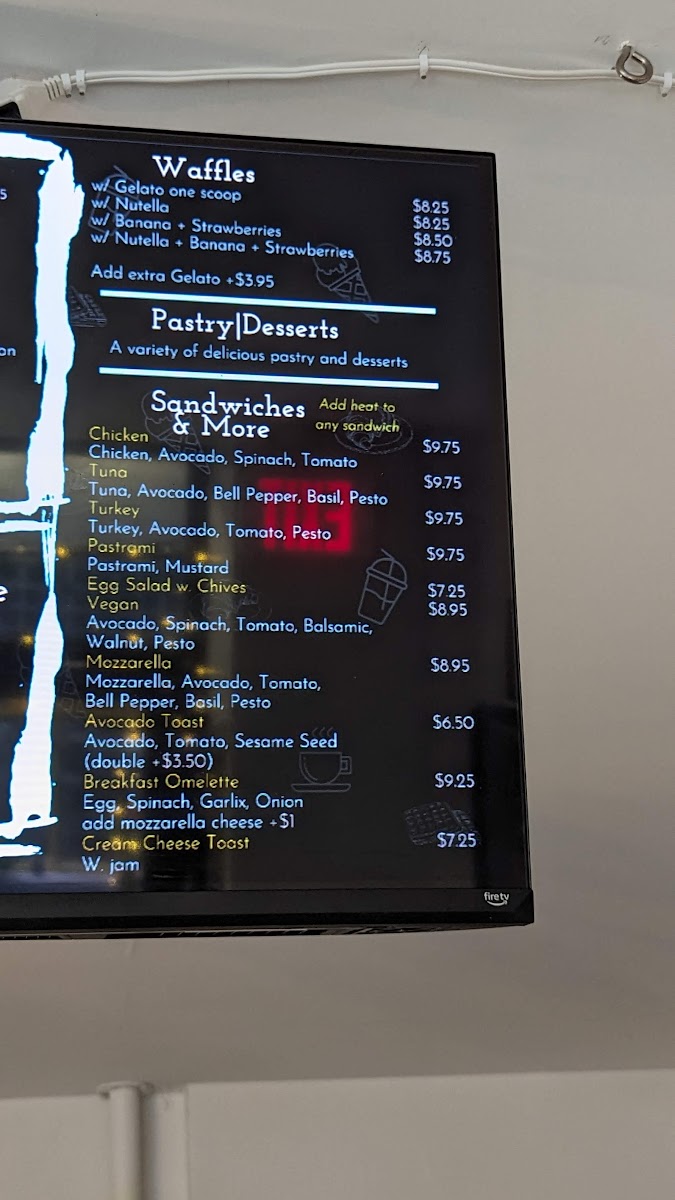 Waffles
w/ Gelato one scoop $8.25
w/ Nutella $8.25
w/ Banana + Strawberries $8.50
w/ Nutella + Banana + Strawberries $8.75
Add extra Gelato +$3.95
Pastry|Desserts
A variety of delicious pastry and desserts
Sandwiches
& More
Add heat to
any sandwich
Chicken $9.75
Chicken, Avocado, Spinach, Tomato
Tuna $9.75
Tuna, Avocado, Bell Pepper, Basil, Pesto
Turkey $9.75
Turkey, Avocado, Tomato, Pesto
Pastrami $9.75
Pastrami, Mustard
Egg Salad w. Chives $7.25
Vegan $8.95
Avocado, Spinach, Tomato, Balsamic,
Walnut, Pesto
Mozzarella $8.95
Mozzarella, Avocado, Tomato,
Bell Pepper, Basil, Pesto
Avocado Toast $6.50
Avocado, Tomato, Sesame Seed
(double +$3.50)
Breakfast Omelette $9.25
Egg, Spinach, Garlix, Onion
add mozzarella cheese +$1
Cream Cheese Toast $7.25
W. jam
firetv